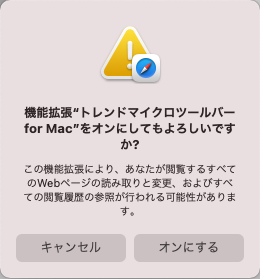 機能拡張“トレンドマイクロツールバー
for Mac”をオンにしてもよろしいです
か?
この機能拡張により、あなたが閲覧するすべて
のWebページの読み取りと変更、およびすべ
ての閲覧履歴の参照が行われる可能性がありま
す。
キャンセル
オンにする